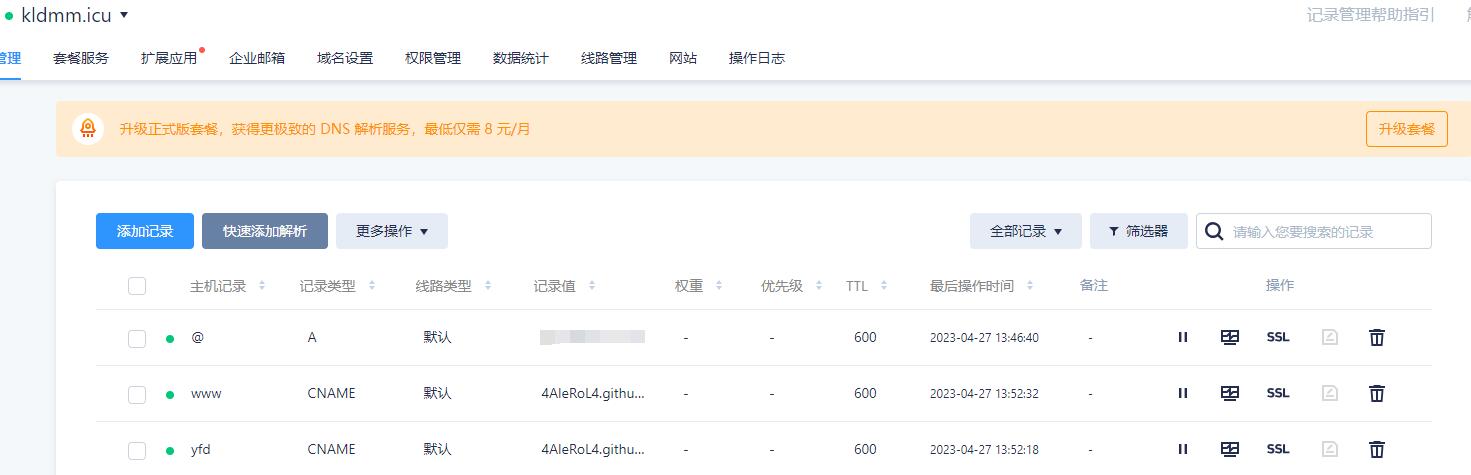 kldmm.icu
记录管理帮助指引
管理 套餐服务 扩展应用 企业邮箱 域名设置 权限管理 数据统计 线路管理 网站 操作日志
升级正式版套餐，获得更极致的 DNS 解析服务，最低仅需 8 元/月 升级套餐
添加记录 快速添加解析 更多操作 全部记录 筛选器 请输入您要搜索的记录
主机记录 记录类型 线路类型 记录值 权重 优先级 TTL 最后操作时间 备注 操作
@ A 默认 - - 600 2023-04-27 13:46:40 - SSL
www CNAME 默认 4AleRoL4.githu... - - 600 2023-04-27 13:52:32 - SSL
yfd CNAME 默认 4AleRoL4.githu... - - 600 2023-04-27 13:52:18 - SSL